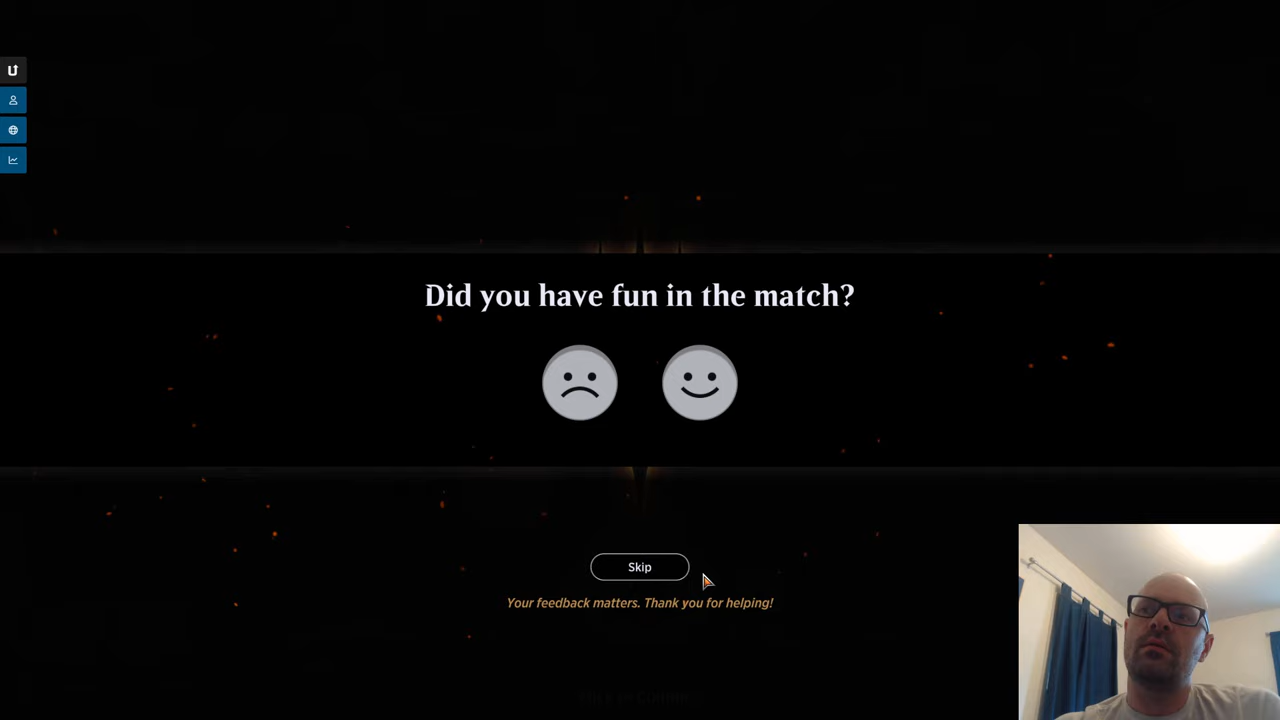 Did you have fun in the match?
Skip
Your feedback matters. Thank you for helping!